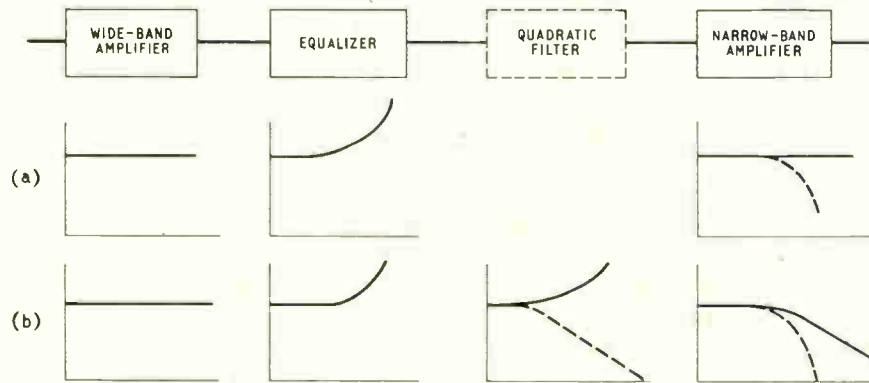 WIDE-BAND
AMPLIFIER
EQUALIZER
QUADRATIC
FILTER
NARROW-BAND
AMPLIFIER
(a)
(b)